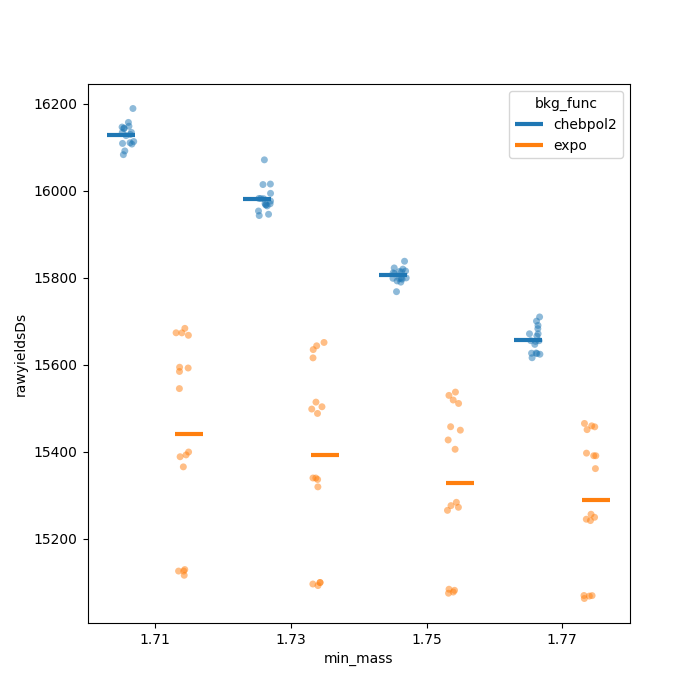 bkg_func
chebpol2
expo
16200
16000
15800
15600
15400
15200
rawyieldsDs
1.71
1.73
1.75
1.77
min_mass